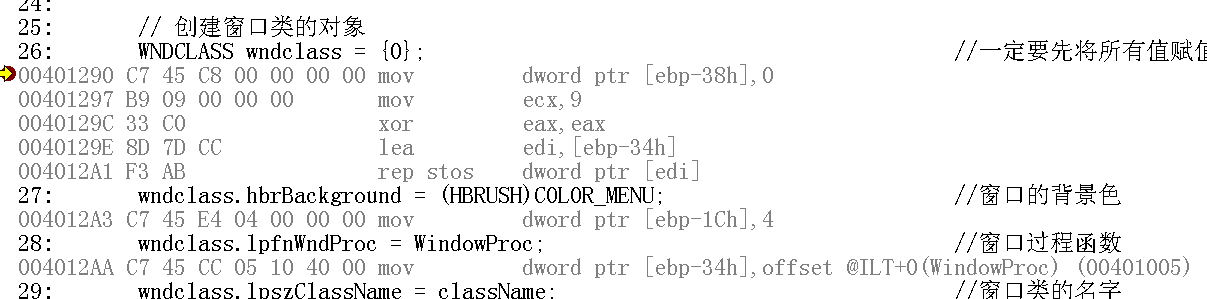 24:
25: // 创建窗口类的对象
26: WNDCLASS wndclass = {0}; //一定要先将所有值赋值
00401290 C7 45 C8 00 00 00 00 mov dword ptr [ebp-38h],0
00401297 B9 09 00 00 00 mov ecx,9
0040129C 33 C0 xor eax,eax
0040129E 8D 7D CC lea edi,[ebp-34h]
004012A1 F3 AB rep stos dword ptr [edi]
27: wndclass.hbrBackground = (HBRUSH)COLOR_MENU; //窗口的背景色
004012A3 C7 45 E4 04 00 00 00 mov dword ptr [ebp-1Ch],4
28: wndclass.lpfnWndProc = WindowProc; //窗口过程函数
004012AA C7 45 CC 05 10 40 00 mov dword ptr [ebp-34h],offset @ILT+0(WindowProc) (00401005)
29: wndclass.lpszClassName = className; //窗口类的名字